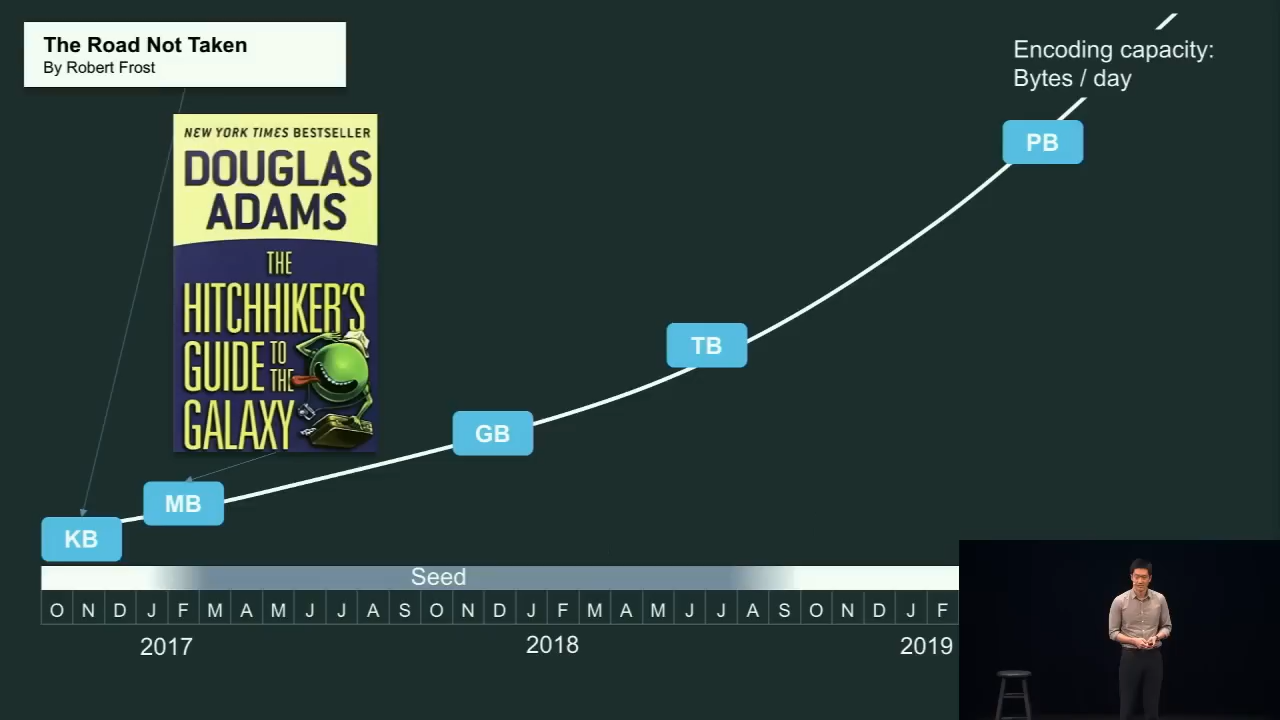 The Road Not Taken
By Robert Frost
Encoding capacity:
Bytes / day
NEW YORK TIMES BESTSELLER
DOUGLAS
ADAMS
THE
HITCHHIKER'S
GUIDE TO
THE
GALAXY
PB
TB
GB
MB
KB
Seed
O N D J F M A M J J A S O N D J F M A M J J A S O N D J F
2017 2018 2019